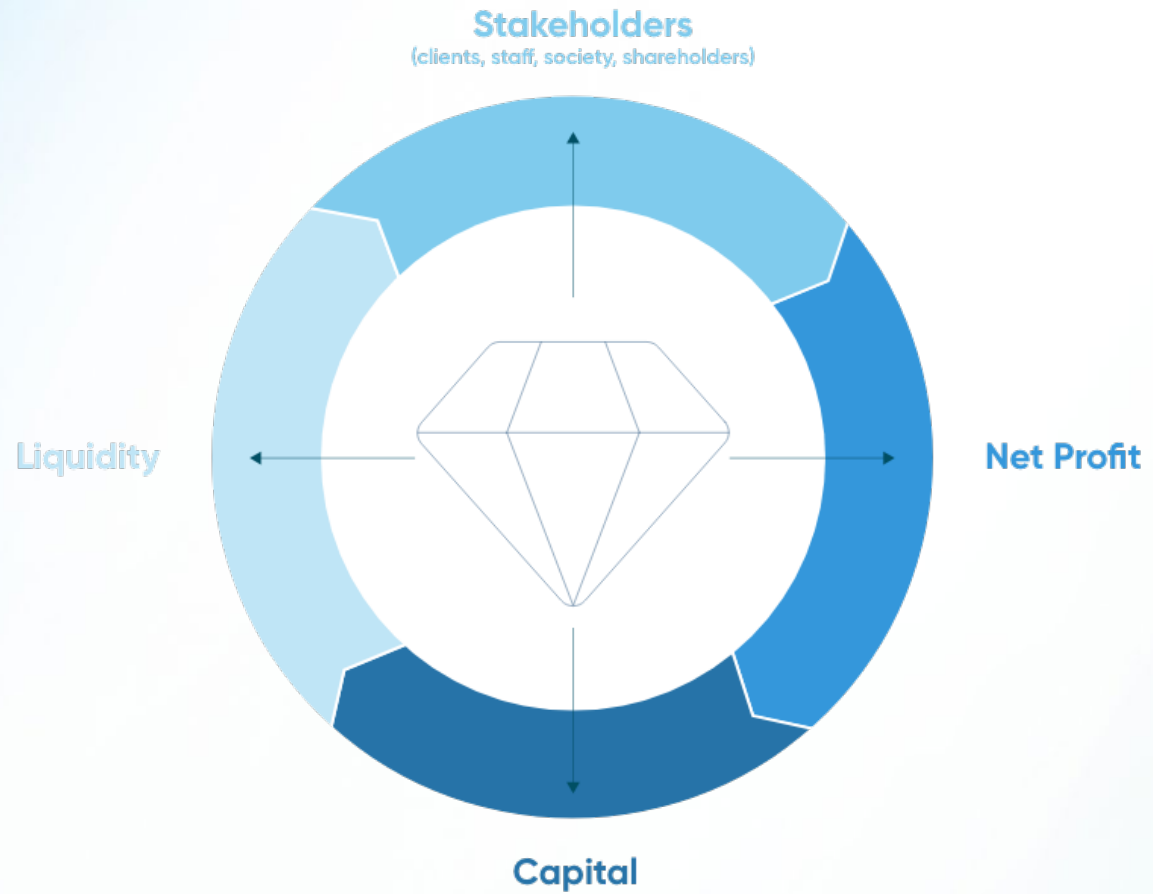 Stakeholders
(clients, staff, society, shareholders)
Liquidity
Net Profit
Capital